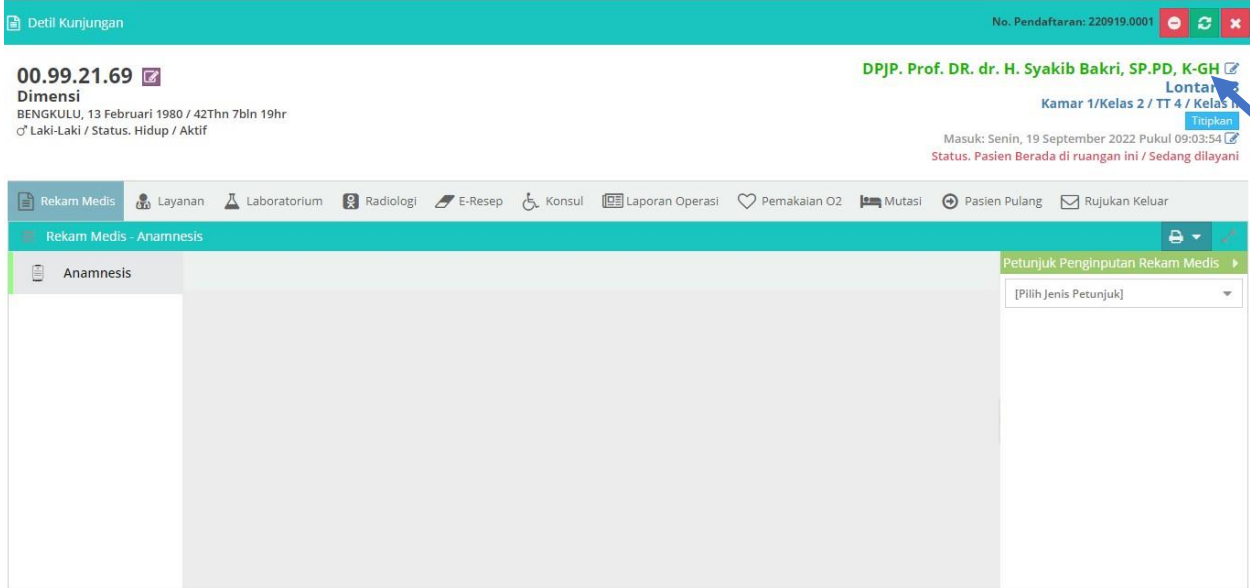 Detil Kunjungan
No. Pendaftaran: 220919.0001
00.99.21.69
Dimensi
BENGKULU, 13 Februari 1980 / 42Thn 7bln 19hr
Laki-Laki / Status. Hidup / Aktif
DPJP. Prof. DR. dr. H. Syakib Bakri, SP.PD, K-GH
Kamar 1/Kelas 2 / TT 4 / Kelas
Titipkan
Masuk: Senin, 19 September 2022 Pukul 09:03:54
Status. Pasien Berada di ruangan ini / Sedang dilayani
Rekam Medis Layanan Laboratorium Radiologi E-Resep Konsul Laporan Operasi Pemakaian O2 Mutasi Pasien Pulang Rujukan Keluar
Rekam Medis - Anamnesis
Anamnesis
Petunjuk Penginputan Rekam Medis
[Pilih Jenis Petunjuk]